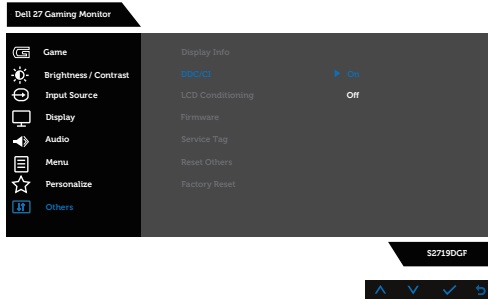 Dell 27 Gaming Monitor
Game
Display Info
Brightness / Contrast
DDC/CI
On
Input Source
LCD Conditioning
Off
Display
Firmware
Audio
Service Tag
Menu
Reset Others
Personalize
Factory Reset
Others
S2719DGF